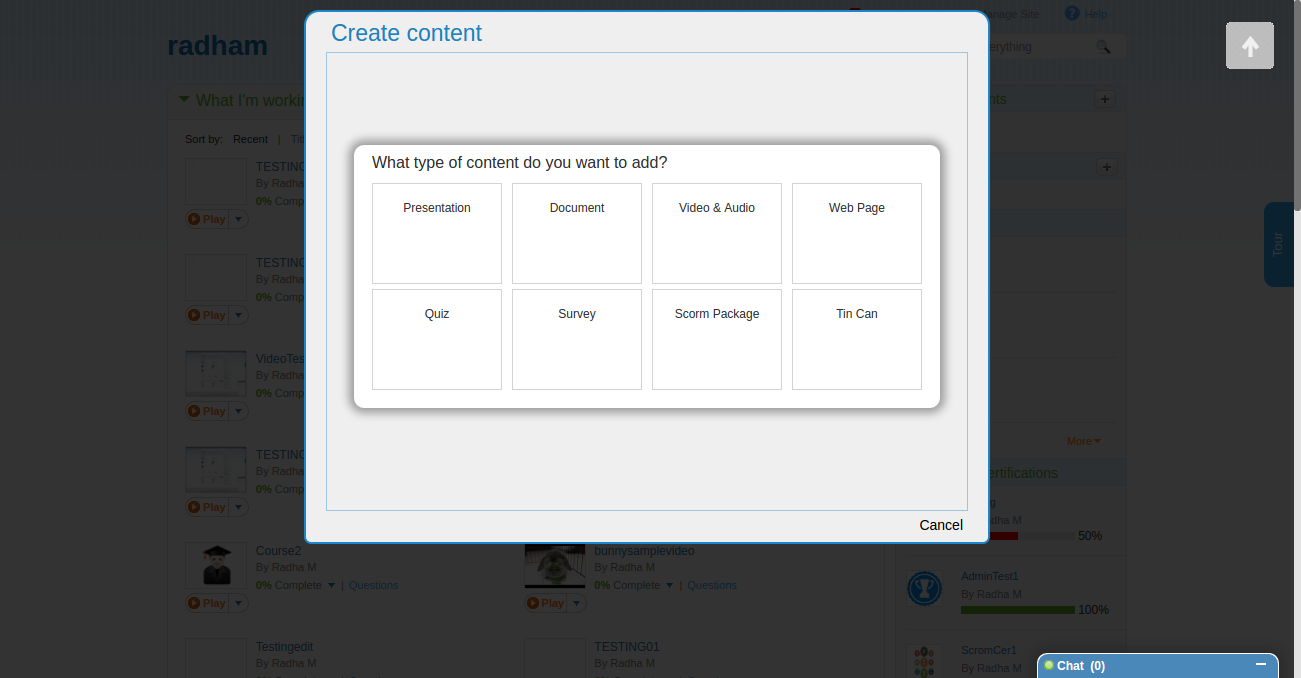 Create content
Manage Site
Help
radham
erything
What I'm workin
nts
+
Sort by: Recent | Titl
What type of content do you want to add?
TESTING
By Radha
0% Comple
Play
+
Presentation
Document
Video & Audio
Web Page
Tour
TESTING
By Radha
0% Comp
Play
Quiz
Survey
Scorm Package
Tin Can
VideoTes
By Radha
0% Comp
Play
More
TESTING
By Radha
0% Comp
Play
ertifications
g
dha M
50%
Cancel
Course2
By Radha M
0% Complete | Questions
Play
bunnysamplevideo
By Radha M
0% Complete | Questions
Play
AdminTest1
By Radha M
100%
Testingedit
By Radha M
TESTING01
By Radha M
ScromCer1
By Radha M
Chat (0)